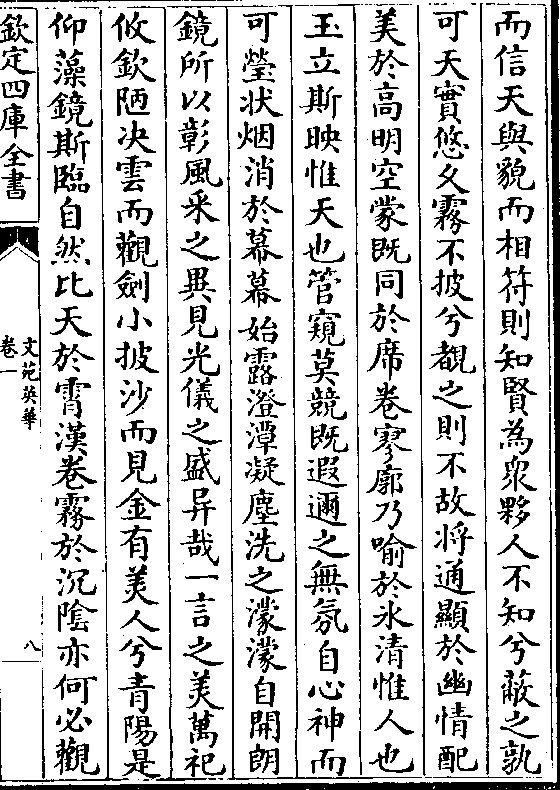 而信天與貌而相符則知賢為衆夥人不知兮蔽之孰
可天實悠久霧不披兮覩之則不故将通顯於幽情配
美於高明空蒙既同於席卷寥廓乃喻於氷清惟人也
玉立斯映惟天也管窺莫競既遐邇之無氛自心神而
可瑩状烟消於幕幕始露澄潭凝塵洗之濛濛自開朗
鏡所以彰風采之異見光儀之盛异哉一言之美萬祀
攸欽陋决雲而觀劍小披沙而見金有美人兮青陽是
仰藻鏡斯臨自然比天於霄漢卷霧於沉陰亦何必觀
欽定四庫全書
文苑英華
卷一
八